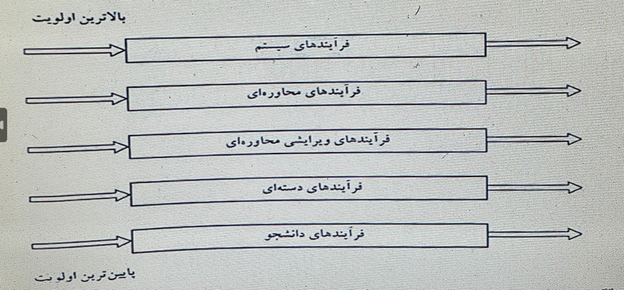 بالاترین اولویت
فرآیندهای سیستم
فرآیندهای محاوره‌ای
فرآیندهای ویرایشی محاوره‌ای
فرآیندهای دسته‌ای
فرآیندهای دانشجو
پایین‌ترین اولویت